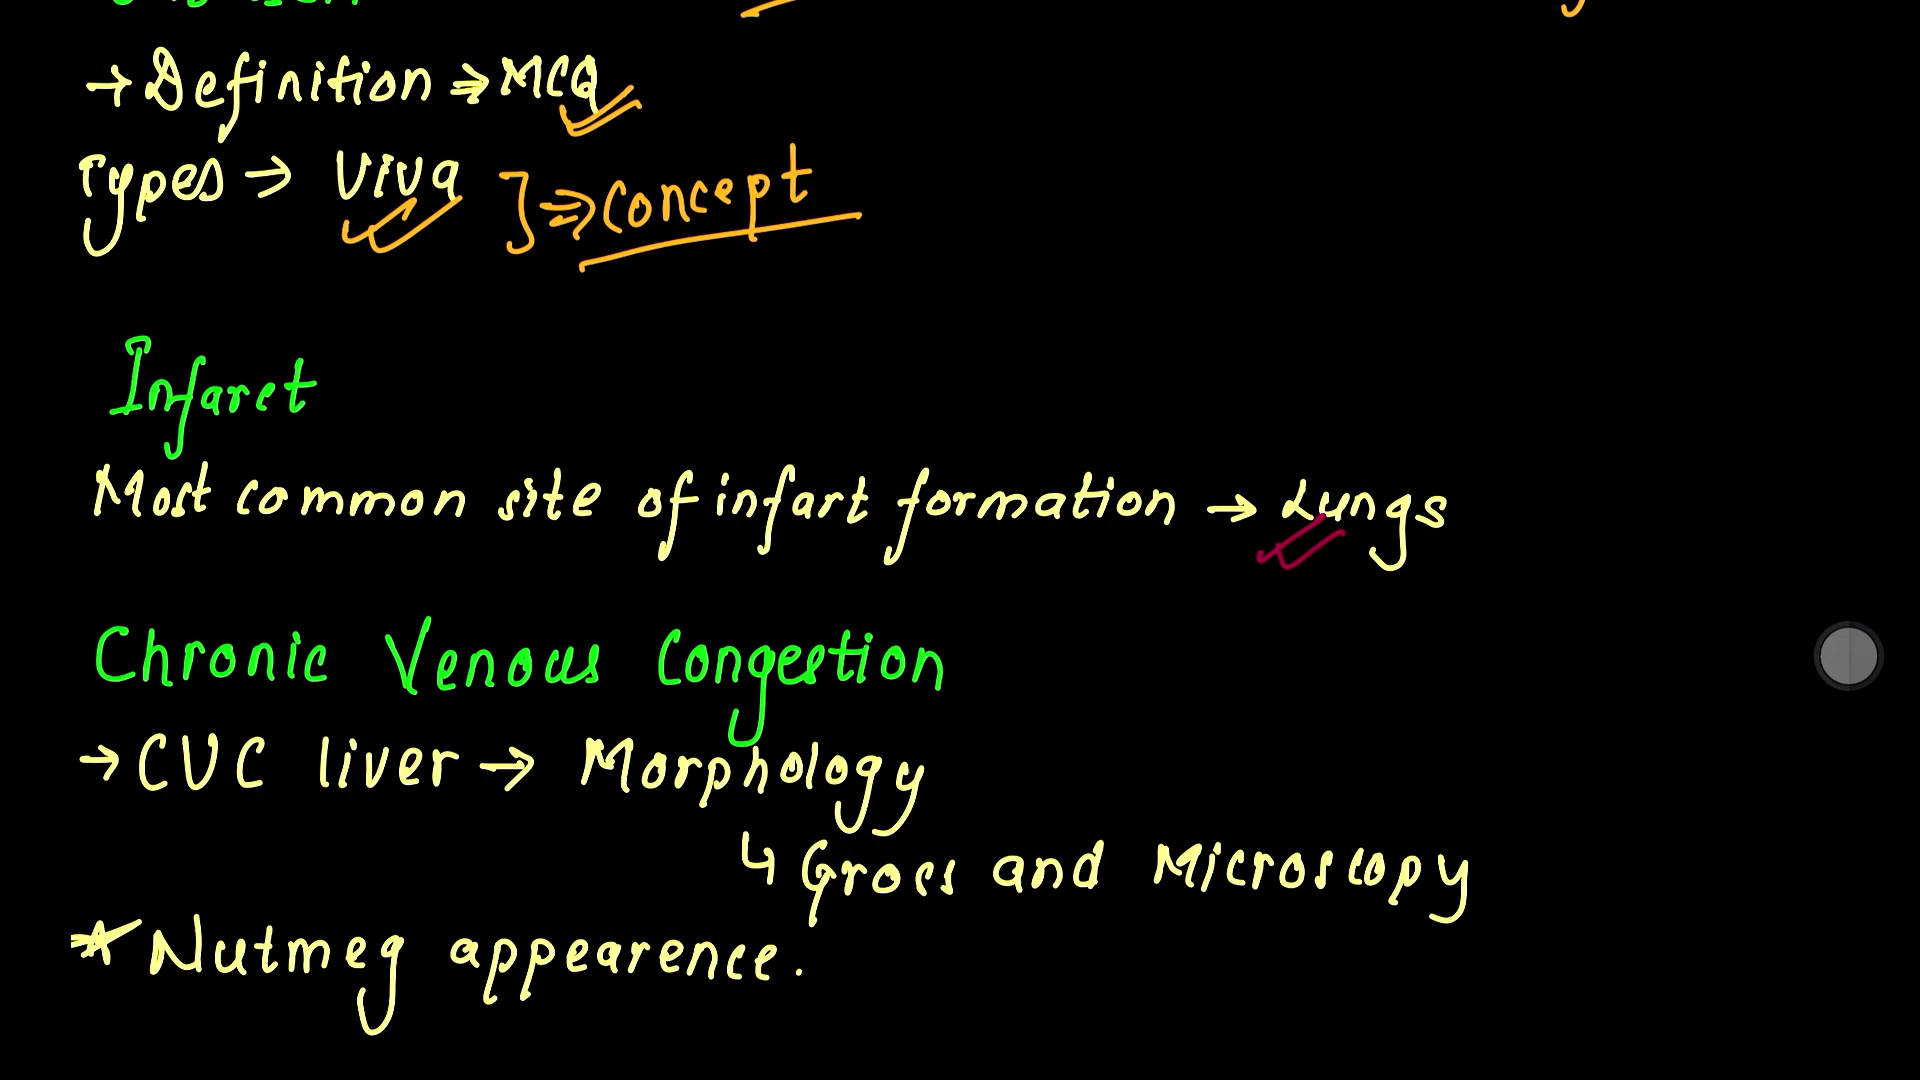 → Definition ⇒ MCQ
Types → Viva ] ⇒ Concept
Infarct
Most common site of infart formation → Lungs
Chronic Venous Congestion
→ CVC liver → Morphology
↳ Gross and Microscopy
* Nutmeg appearence.